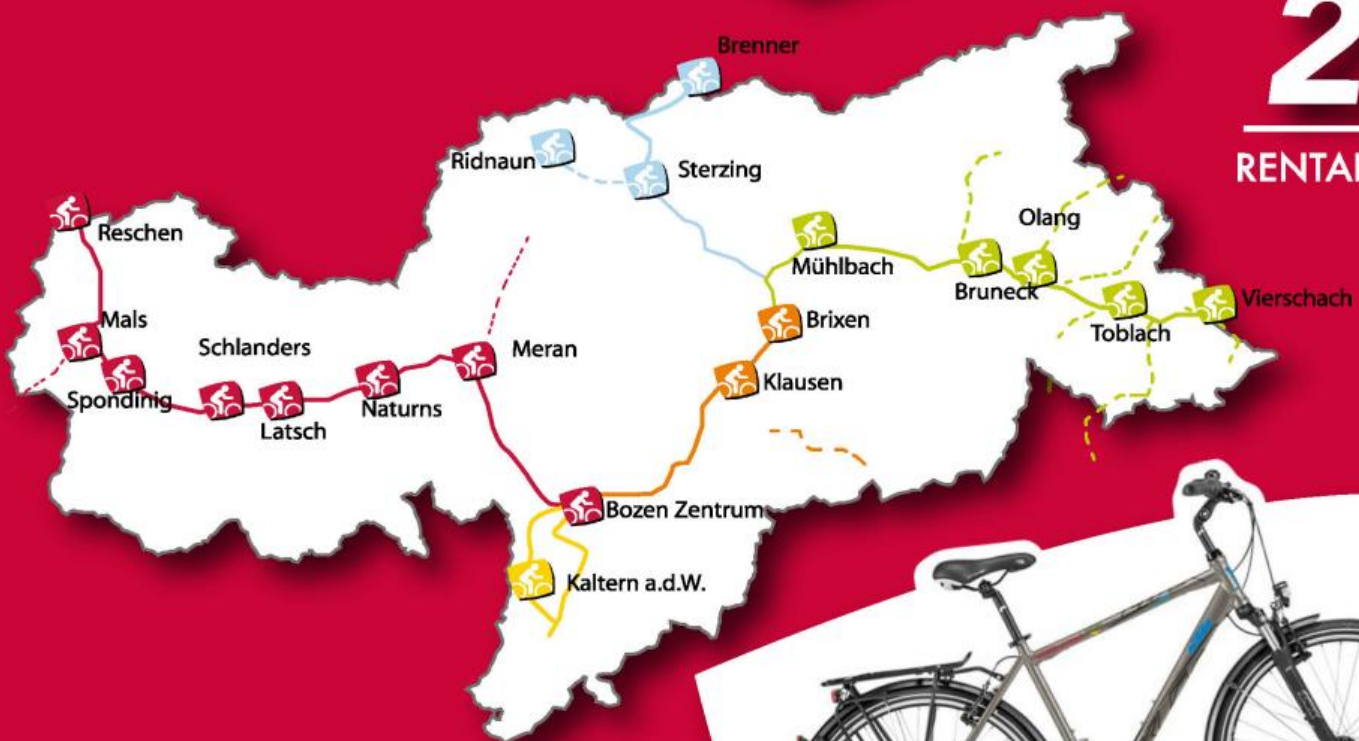 Brenner
2
RENTA
Ridnaun
Sterzing
Reschen
Olang
Mühlbach
Bruneck
Vierschach
Mals
Schlanders
Meran
Brixen
Toblach
Spondinig
Naturns
Klausen
Latsch
Bozen Zentrum
Kaltern a.d.W.